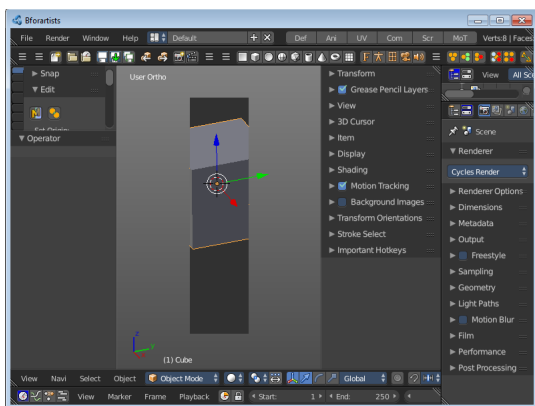 Bforartists
File Render Window Help Default Def Ani UV Com Scr MoT Verts:8 | Faces
Snap
Edit
Operator
User Ortho
(1) Cube
z
Y
Transform
Grease Pencil Layers
View
3D Cursor
Item
Display
Shading
Motion Tracking
Background Images
Transform Orientations
Stroke Select
Important Hotkeys
View All Sce
Scene
Renderer
Cycles Render
Renderer Options
Dimensions
Metadata
Output
Freestyle
Sampling
Geometry
Light Paths
Motion Blur
Film
Performance
Post Processing
View Navi Select Object Object Mode Global
View Marker Frame Playback Start: 1 End: 250